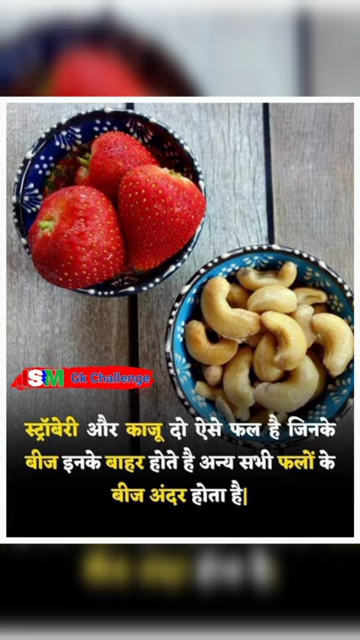 SM Gk Challenge
स्ट्रॉबेरी और काजू दो ऐसे फल है जिनके
बीज इनके बाहर होते है अन्य सभी फलों के
बीज अंदर होता है|